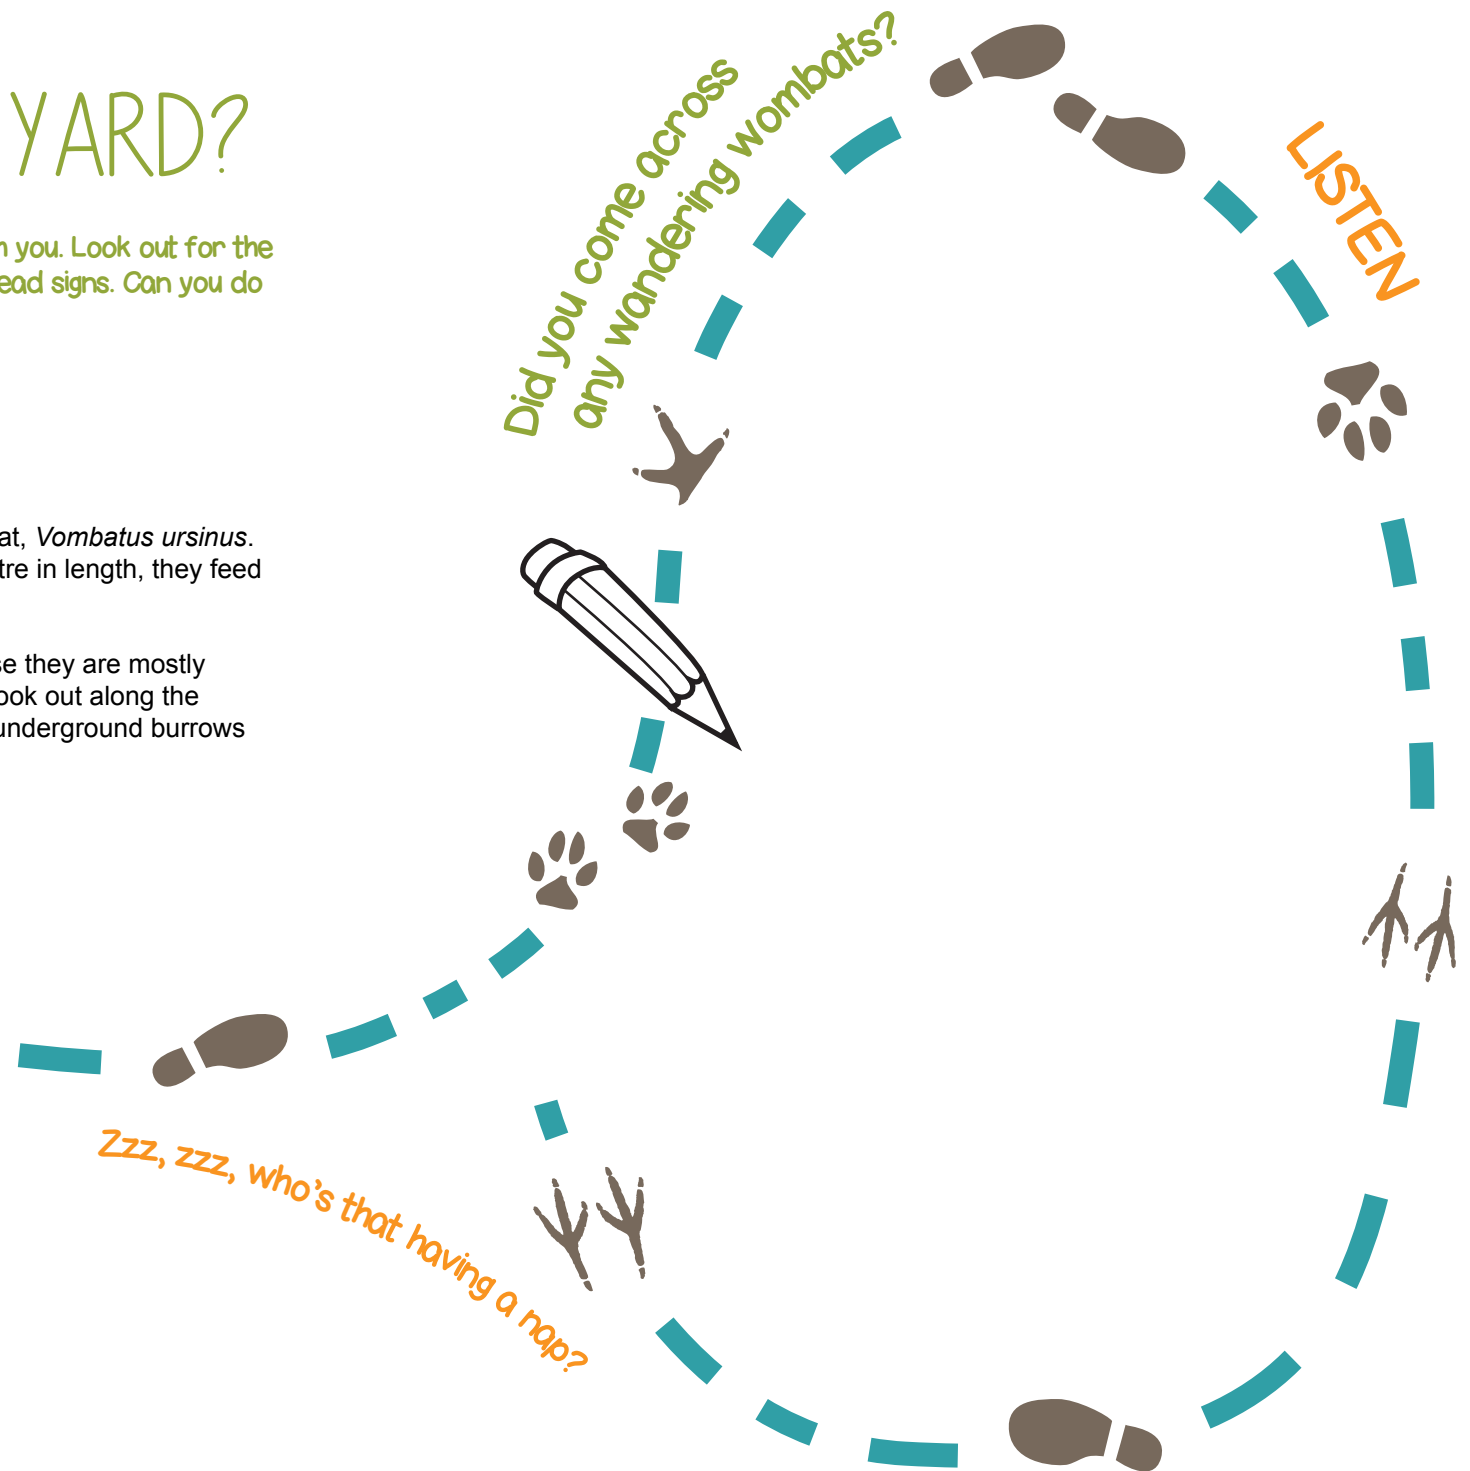 YARD?
you. Look out for the
ead signs. Can you do
Did you come across
any wandering wombats?
LISTEN
at, Vombatus ursinus.
tre in length, they feed
se they are mostly
ook out along the
underground burrows
Zzz, zzz, who's that having a nap?